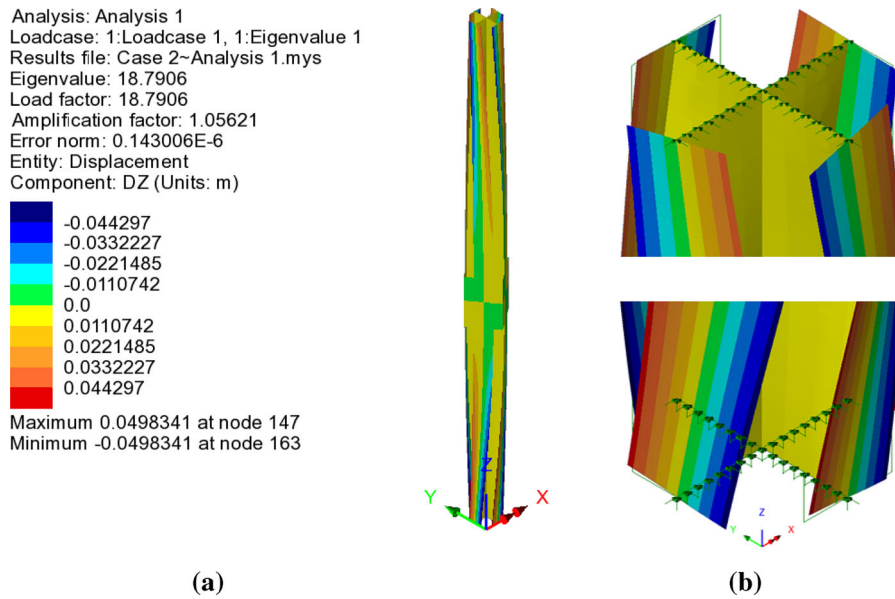 Analysis: Analysis 1
Loadcase: 1:Loadcase 1, 1:Eigenvalue 1
Results file: Case 2~Analysis 1.mys
Eigenvalue: 18.7906
Load factor: 18.7906
Amplification factor: 1.05621
Error norm: 0.143006E-6
Entity: Displacement
Component: DZ (Units: m)
-0.044297
-0.0332227
-0.0221485
-0.0110742
0.0
0.0110742
0.0221485
0.0332227
0.044297
Maximum 0.0498341 at node 147
Minimum -0.0498341 at node 163
Z
Y
X
Z
Y
X
(a)
(b)